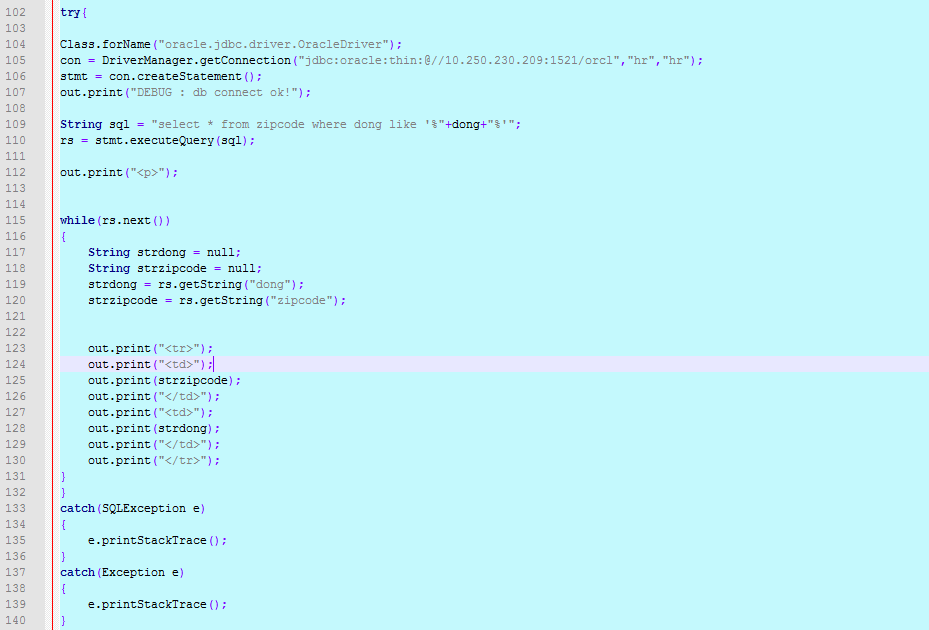 102 try{
103
104 Class.forName("oracle.jdbc.driver.OracleDriver");
105 con = DriverManager.getConnection("jdbc:oracle:thin:@//10.250.230.209:1521/orcl","hr","hr");
106 stmt = con.createStatement();
107 out.print("DEBUG : db connect ok!");
108
109 String sql = "select * from zipcode where dong like '%"+dong+"%'";
110 rs = stmt.executeQuery(sql);
111
112 out.print("<p>");
113
114
115 while(rs.next())
116 {
117     String strdong = null;
118     String strzipcode = null;
119     strdong = rs.getString("dong");
120     strzipcode = rs.getString("zipcode");
121
122
123     out.print("<tr>");
124     out.print("<td>");
125     out.print(strzipcode);
126     out.print("</td>");
127     out.print("<td>");
128     out.print(strdong);
129     out.print("</td>");
130     out.print("</tr>");
131 }
132 }
133 catch(SQLException e)
134 {
135     e.printStackTrace();
136 }
137 catch(Exception e)
138 {
139     e.printStackTrace();
140 }